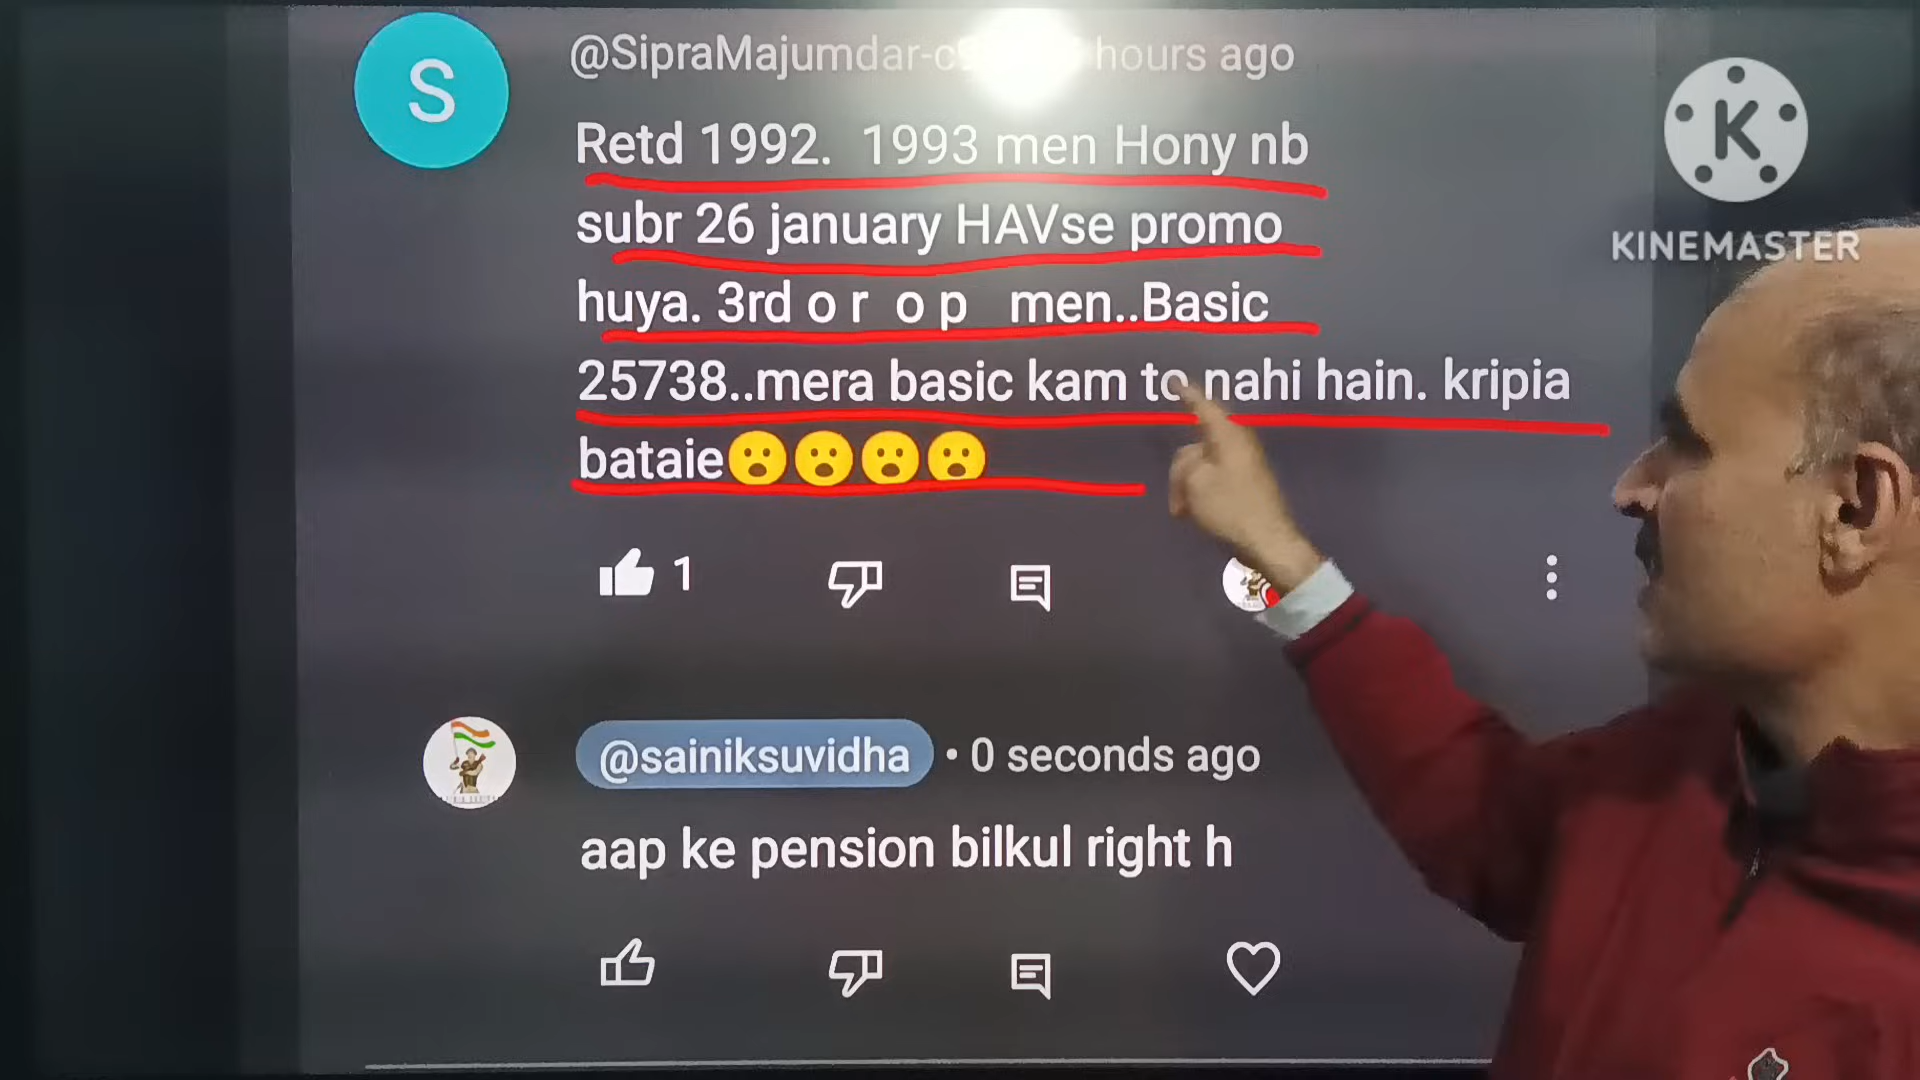 @SipraMajumdar-c hours ago
Retd 1992. 1993 men Hony nb
subr 26 january HAVse promo
huya. 3rd o r o p men..Basic
25738..mera basic kam to nahi hain. kripia
bataie😮😮😮😮
1
@sainiksuvidha • 0 seconds ago
aap ke pension bilkul right h
K
KINEMASTER
S